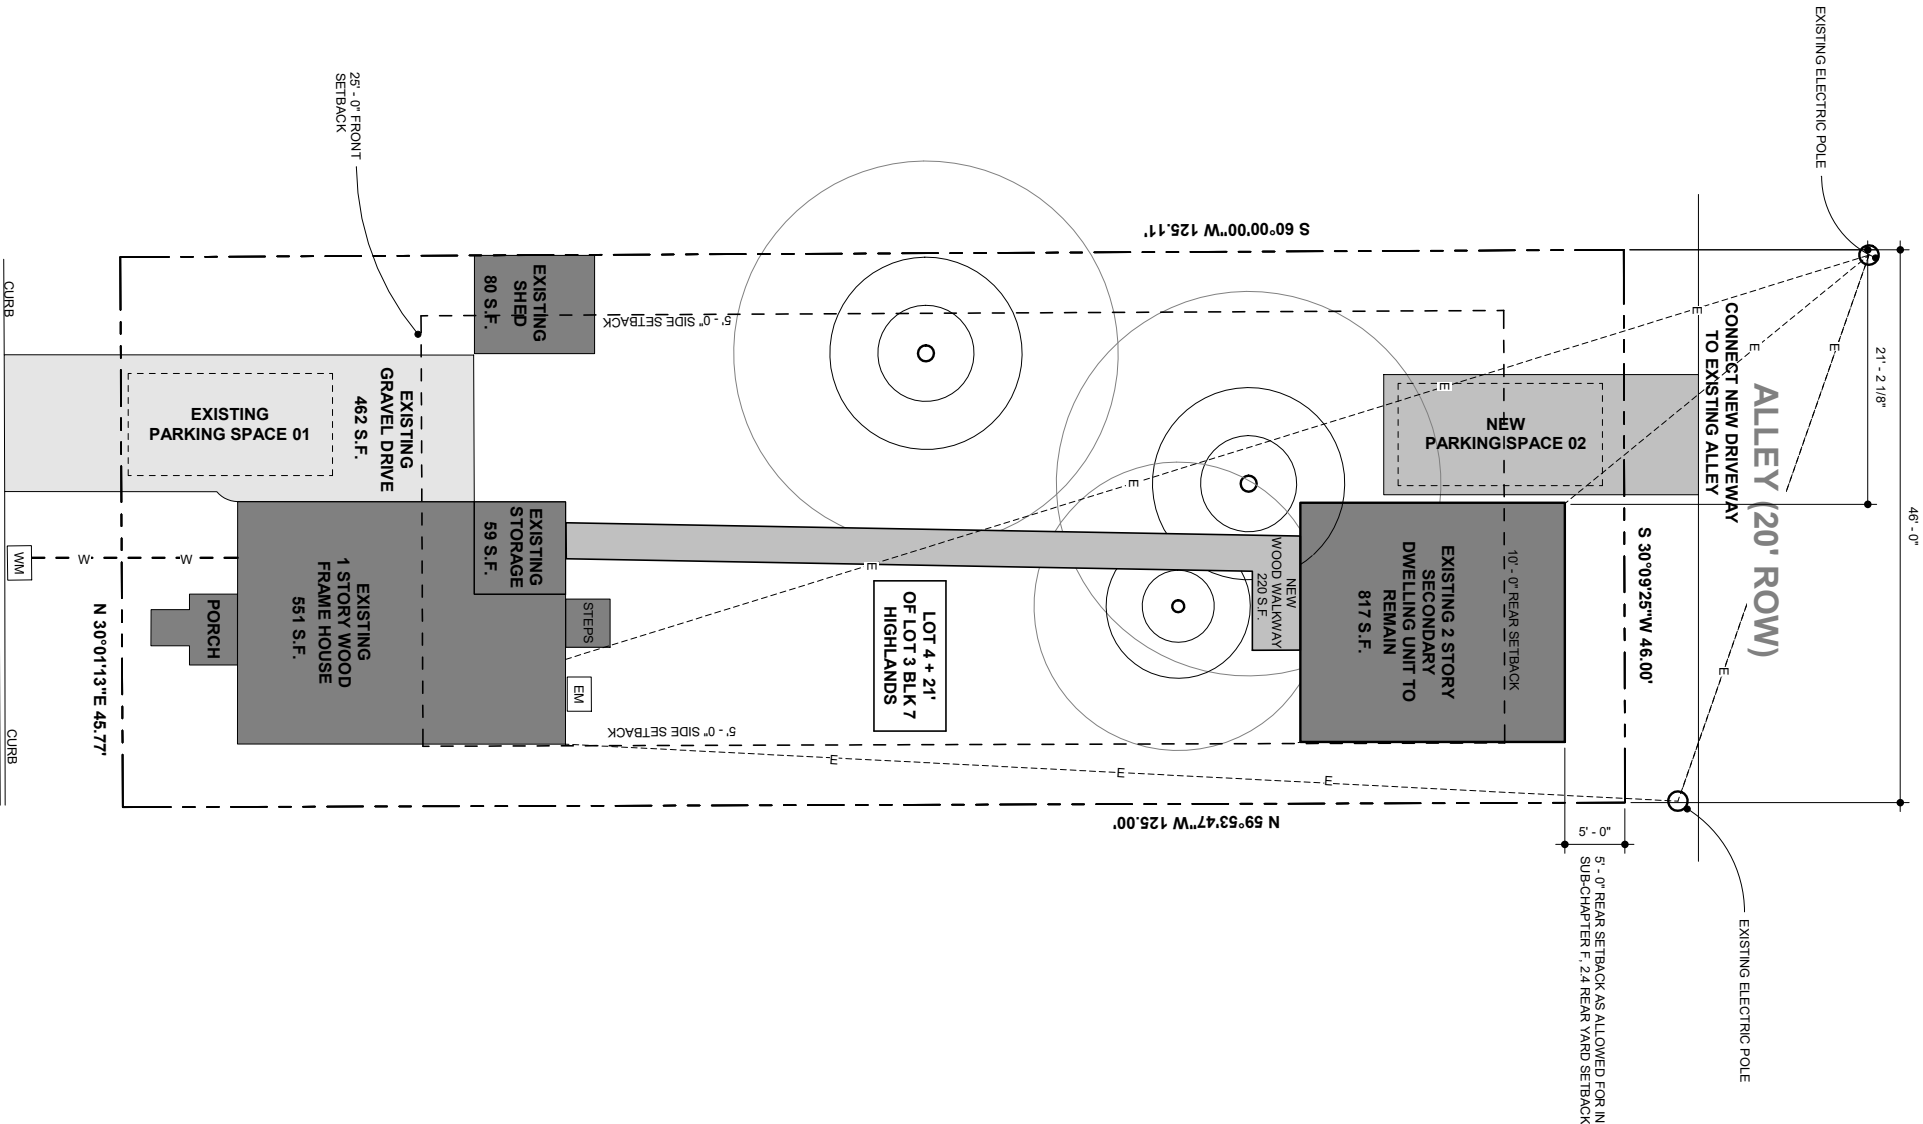 EXISTING ELECTRIC POLE
25' - 0" FRONT
SETBACK
S 60°00'00"W 125.11'
21' - 2 1/8"
46' - 0"
ALLEY (20' ROW)
CONNECT NEW DRIVEWAY
TO EXISTING ALLEY
CURB
EXISTING
SHED
80 S.F.
5' - 0" SIDE SETBACK
EXISTING
GRAVEL DRIVE
462 S.F.
EXISTING
PARKING SPACE 01
NEW
PARKING SPACE 02
E
E
E
E
E
E
E
EXISTING
STORAGE
59 S.F.
EXISTING
1 STORY WOOD
FRAME HOUSE
551 S.F.
WM
W
W
PORCH
STEPS
EM
N 30°01'13"E 45.77'
CURB
NEW
WOOD WALKWAY
220 S.F.
10' - 0" REAR SETBACK
EXISTING 2 STORY
SECONDARY
DWELLING UNIT TO
REMAIN
817 S.F.
S 30°09'25"W 46.00'
LOT 4 + 21'
OF LOT 3 BLK 7
HIGHLANDS
5' - 0" SIDE SETBACK
E
E
E
E
N 59°53'47"W 125.00'
5' - 0"
5' - 0" REAR SETBACK AS ALLOWED FOR IN
SUB-CHAPTER F, 2.4 REAR YARD SETBACK
EXISTING ELECTRIC POLE